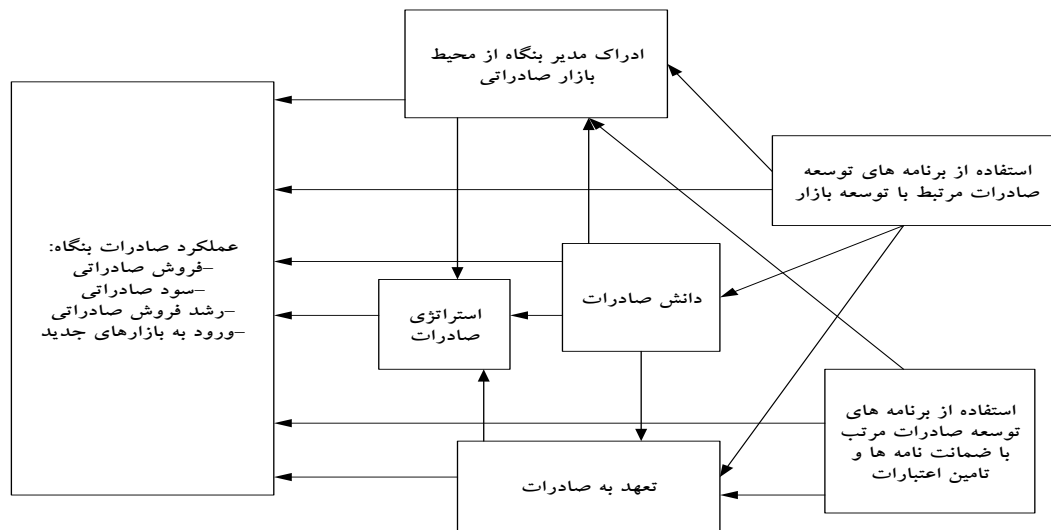 ادراک مدیر بنگاه از محیط
بازار صادراتی
استفاده از برنامه های توسعه
صادرات مرتبط با توسعه بازار
عملکرد صادرات بنگاه:
–فروش صادراتی
–سود صادراتی
–رشد فروش صادراتی
–ورود به بازارهای جدید
دانش صادرات
استراتژی
صادرات
استفاده از برنامه های
توسعه صادرات مرتب
با ضمانت نامه ها و
تامین اعتبارات
تعهد به صادرات